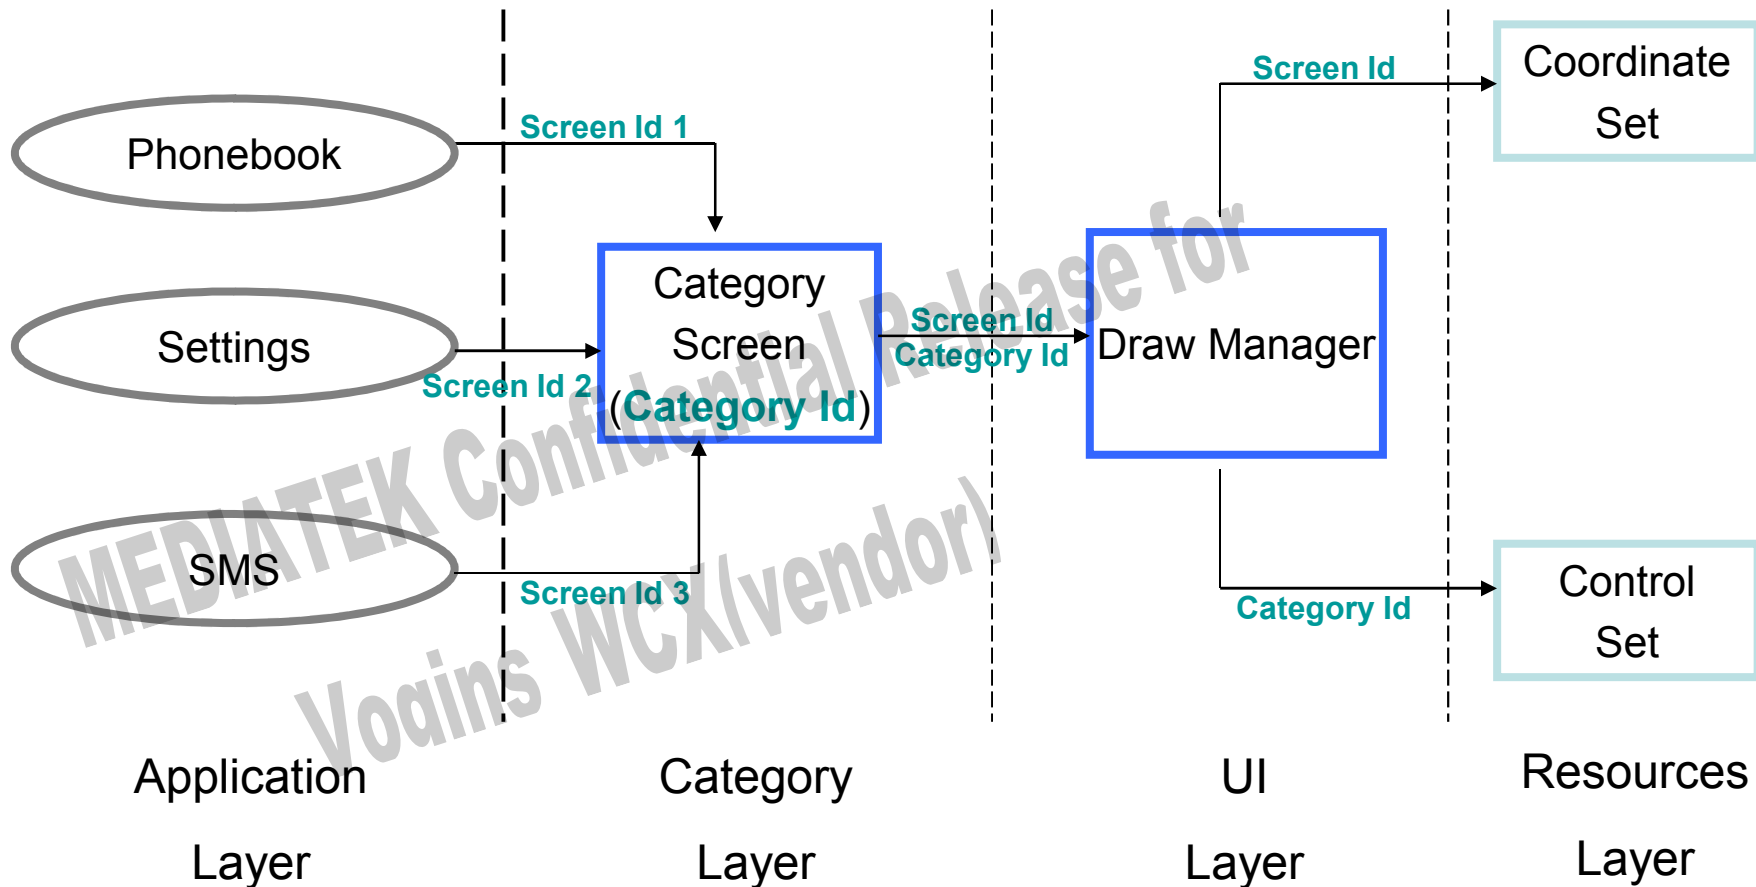 Screen Id
Coordinate
Set
Screen Id 1
Phonebook
Category
Screen
(Category Id)
Settings
Screen Id 2
Screen Id
Category Id
Draw Manager
SMS
Screen Id 3
Category Id
Control
Set
MEDIATEK Confidential Release for
Voqins WCX(vendor)
Application
Layer
Category
Layer
UI
Layer
Resources
Layer